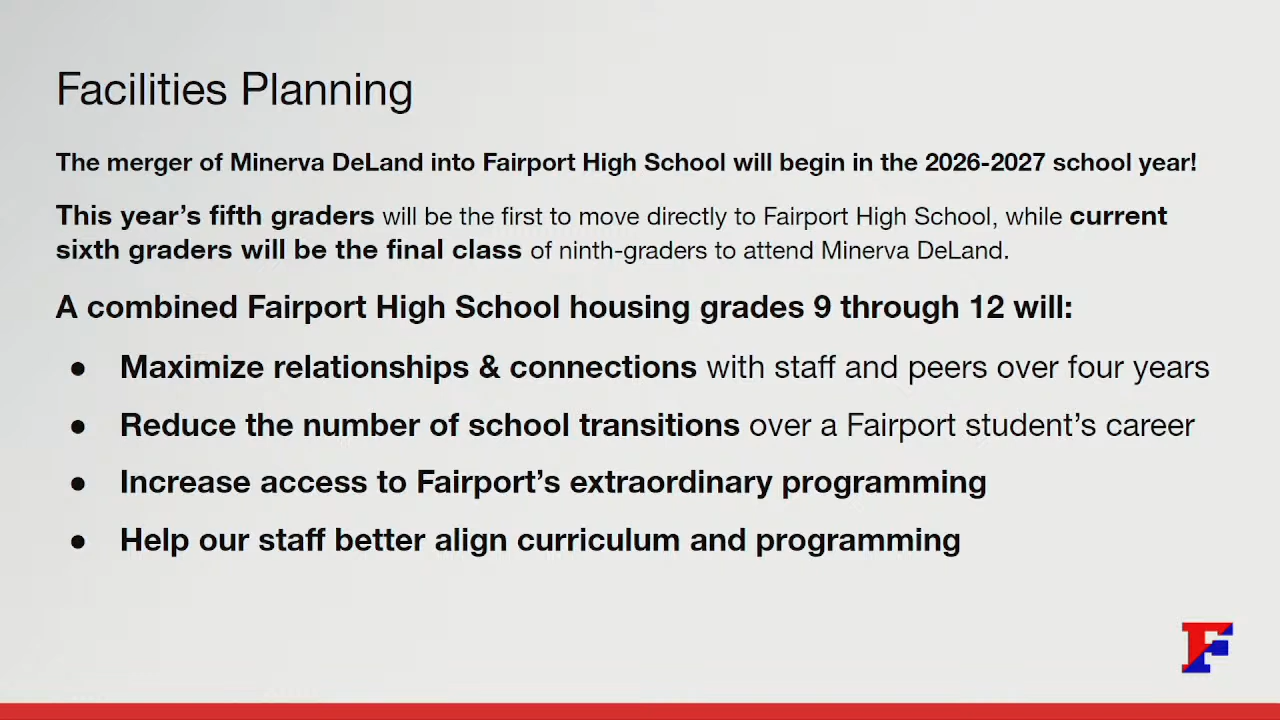 Facilities Planning
The merger of Minerva DeLand into Fairport High School will begin in the 2026-2027 school year!
This year’s fifth graders will be the first to move directly to Fairport High School, while current
sixth graders will be the final class of ninth-graders to attend Minerva DeLand.
A combined Fairport High School housing grades 9 through 12 will:
● Maximize relationships & connections with staff and peers over four years
● Reduce the number of school transitions over a Fairport student’s career
● Increase access to Fairport’s extraordinary programming
● Help our staff better align curriculum and programming
F